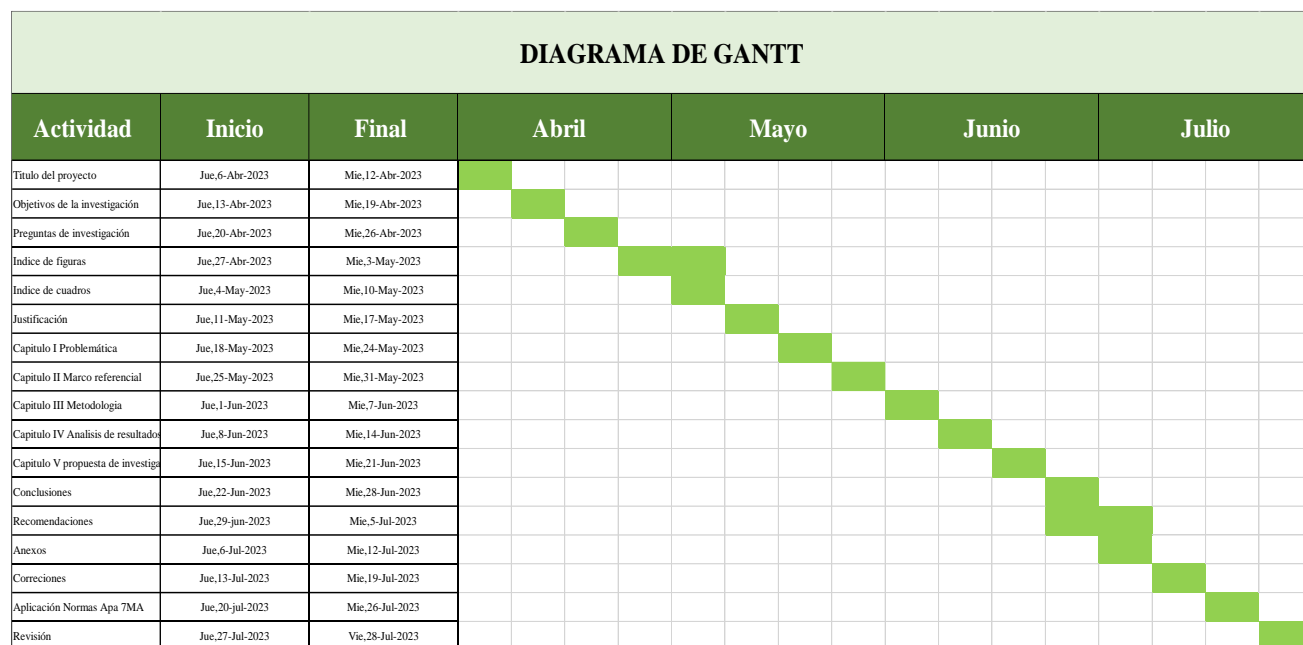 DIAGRAMA DE GANTT
Actividad Inicio Final Abril Mayo Junio Julio
Titulo del proyecto Jue,6-Abr-2023 Mie,12-Abr-2023
Objetivos de la investigación Jue,13-Abr-2023 Mie,19-Abr-2023
Preguntas de investigación Jue,20-Abr-2023 Mie,26-Abr-2023
Indice de figuras Jue,27-Abr-2023 Mie,3-May-2023
Indice de cuadros Jue,4-May-2023 Mie,10-May-2023
Justificación Jue,11-May-2023 Mie,17-May-2023
Capitulo I Problemática Jue,18-May-2023 Mie,24-May-2023
Capitulo II Marco referencial Jue,25-May-2023 Mie,31-May-2023
Capitulo III Metodologia Jue,1-Jun-2023 Mie,7-Jun-2023
Capitulo IV Analisis de resultados Jue,8-Jun-2023 Mie,14-Jun-2023
Capitulo V propuesta de investiga Jue,15-Jun-2023 Mie,21-Jun-2023
Conclusiones Jue,22-Jun-2023 Mie,28-Jun-2023
Recomendaciones Jue,29-jun-2023 Mie,5-Jul-2023
Anexos Jue,6-Jul-2023 Mie,12-Jul-2023
Correciones Jue,13-Jul-2023 Mie,19-Jul-2023
Aplicación Normas Apa 7MA Jue,20-jul-2023 Mie,26-Jul-2023
Revisión Jue,27-Jul-2023 Vie,28-Jul-2023